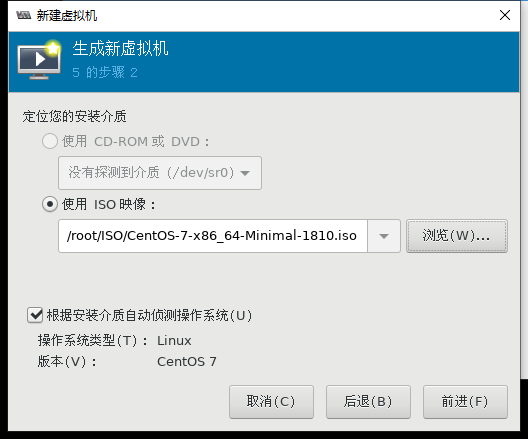 新建虚拟机
生成新虚拟机
5 的步骤 2
定位您的安装介质
使用 CD-ROM 或 DVD：
没有探测到介质（/dev/sr0）
使用 ISO 映像：
/root/ISO/CentOS-7-x86_64-Minimal-1810.iso 浏览(W)...
根据安装介质自动侦测操作系统(U)
操作系统类型(T)： Linux
版本(V)： CentOS 7
取消(C) 后退(B) 前进(F)